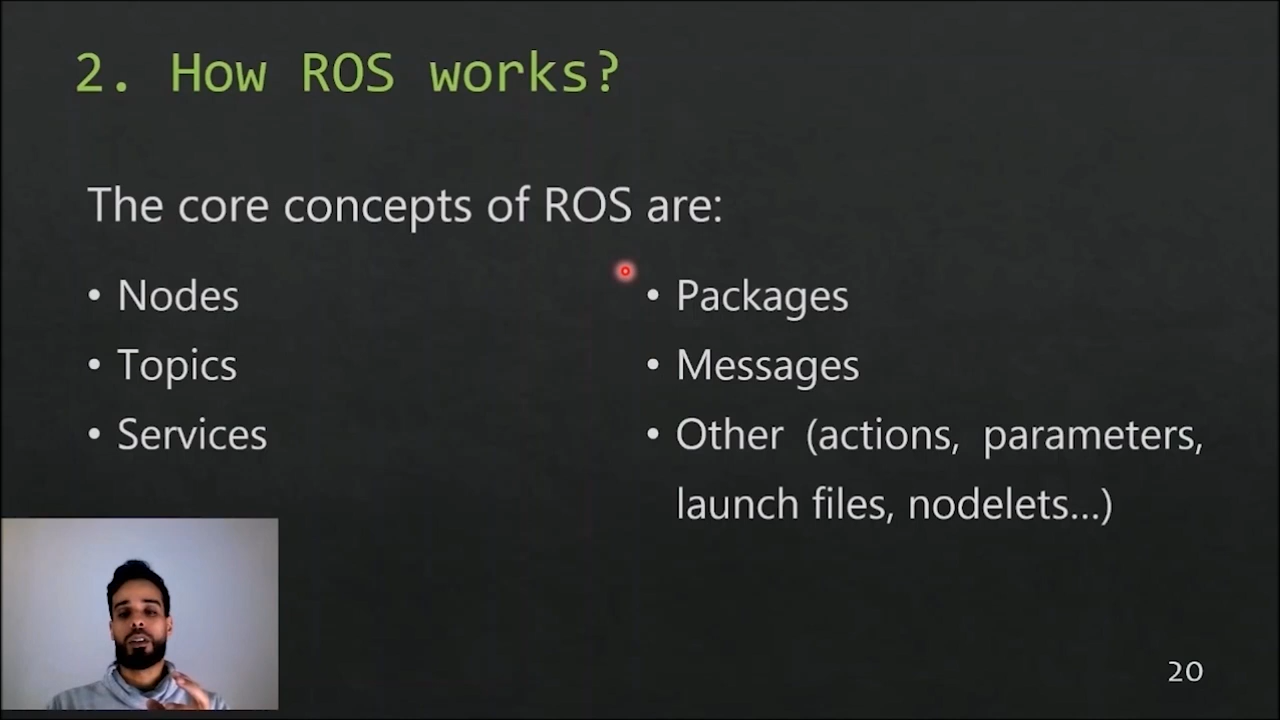 2. How ROS works?
The core concepts of ROS are:
• Nodes
• Topics
• Services
• Packages
• Messages
• Other (actions, parameters,
launch files, nodelets...)
20